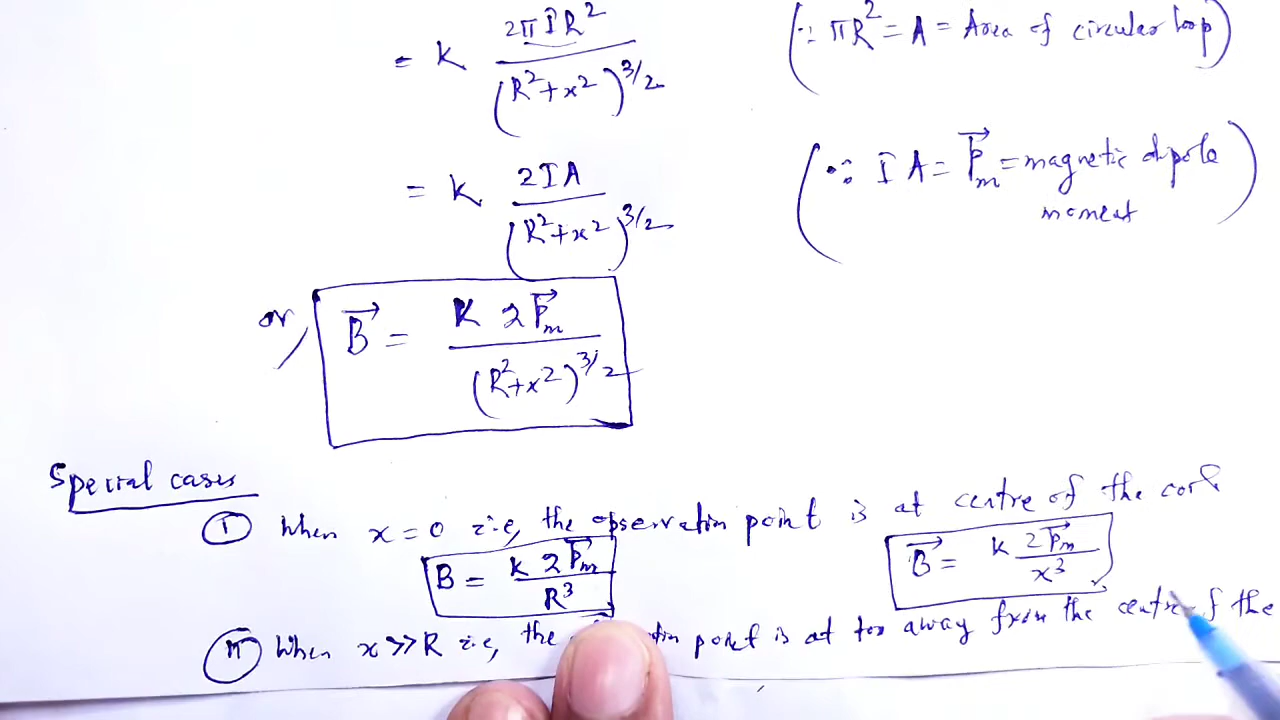 = K 2πIR² / (R²+x²)^3/2 (∵ πR² = A = Area of circular loop)
= K 2IA / (R²+x²)^3/2 (∵ I A = P⃗m = magnetic dipole moment)
or, B⃗ = K 2P⃗m / (R²+x²)^3/2
Special cases
I When x = 0 i.e, the observation point is at centre of the
B = K 2P⃗m / R³
B⃗ = K 2P⃗m / x³
II When x >> R i.e, the point is at too away from the centre of the